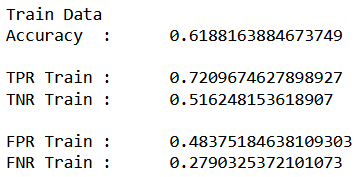 Train Data
Accuracy : 0.6188163884673749
TPR Train : 0.7209674627898927
TNR Train : 0.516248153618907
FPR Train : 0.48375184638109303
FNR Train : 0.2790325372101073